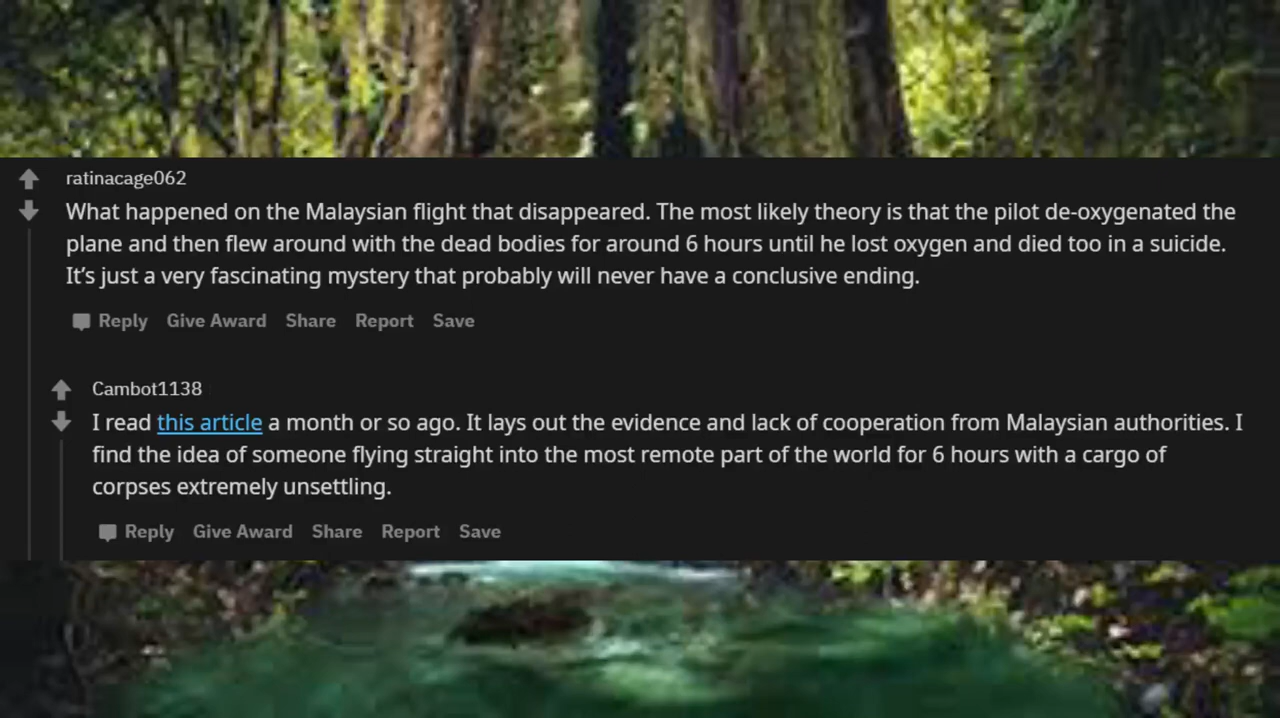 ratinacage062
What happened on the Malaysian flight that disappeared. The most likely theory is that the pilot de-oxygenated the
plane and then flew around with the dead bodies for around 6 hours until he lost oxygen and died too in a suicide.
It’s just a very fascinating mystery that probably will never have a conclusive ending.
Reply Give Award Share Report Save
Cambot1138
I read this article a month or so ago. It lays out the evidence and lack of cooperation from Malaysian authorities. I
find the idea of someone flying straight into the most remote part of the world for 6 hours with a cargo of
corpses extremely unsettling.
Reply Give Award Share Report Save